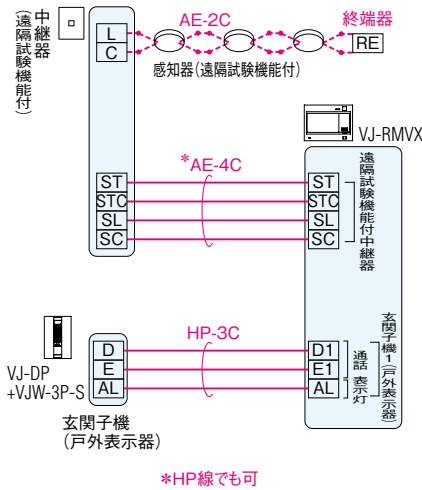 中継器
(遠隔試験機能付)
L
C
AE-2C
終端器
RE
感知器(遠隔試験機能付)
VJ-RMVX
*AE-4C
ST
STC
SL
SC
ST
STC
SL
SC
遠隔試験機能付中継器
HP-3C
D
E
AL
D1
E1
AL
通話
表示灯
玄関子機1(戸外表示器)
VJ-DP
+VJW-3P-S
玄関子機
(戸外表示器)
*HP線でも可